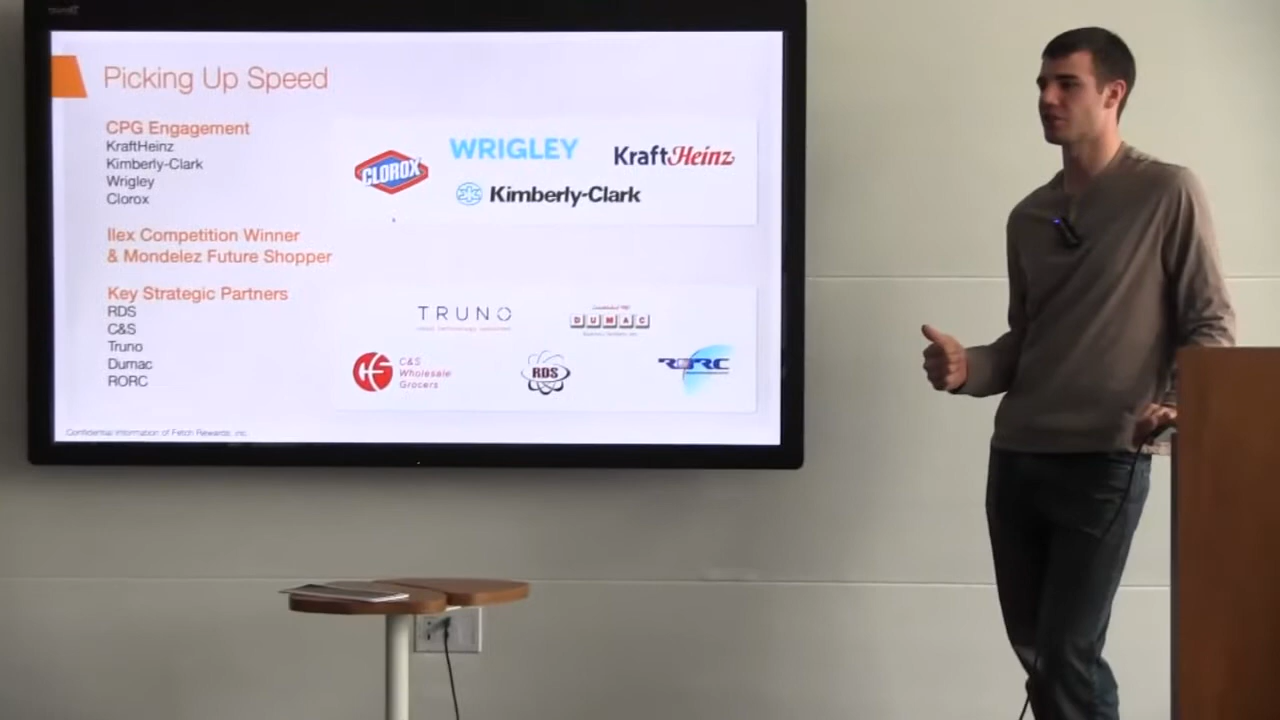 Picking Up Speed
CPG Engagement
KraftHeinz
Kimberly-Clark
Wrigley
Clorox
CLOROX
WRIGLEY
KraftHeinz
Kimberly-Clark
Ilex Competition Winner
& Mondelez Future Shopper
Key Strategic Partners
RDS
C&S
Truno
Dumac
RORC
TRUNO
DUMAC
C&S
Wholesale
Grocers
RDS
RORC
Confidential Information of Fetch Rewards, Inc.